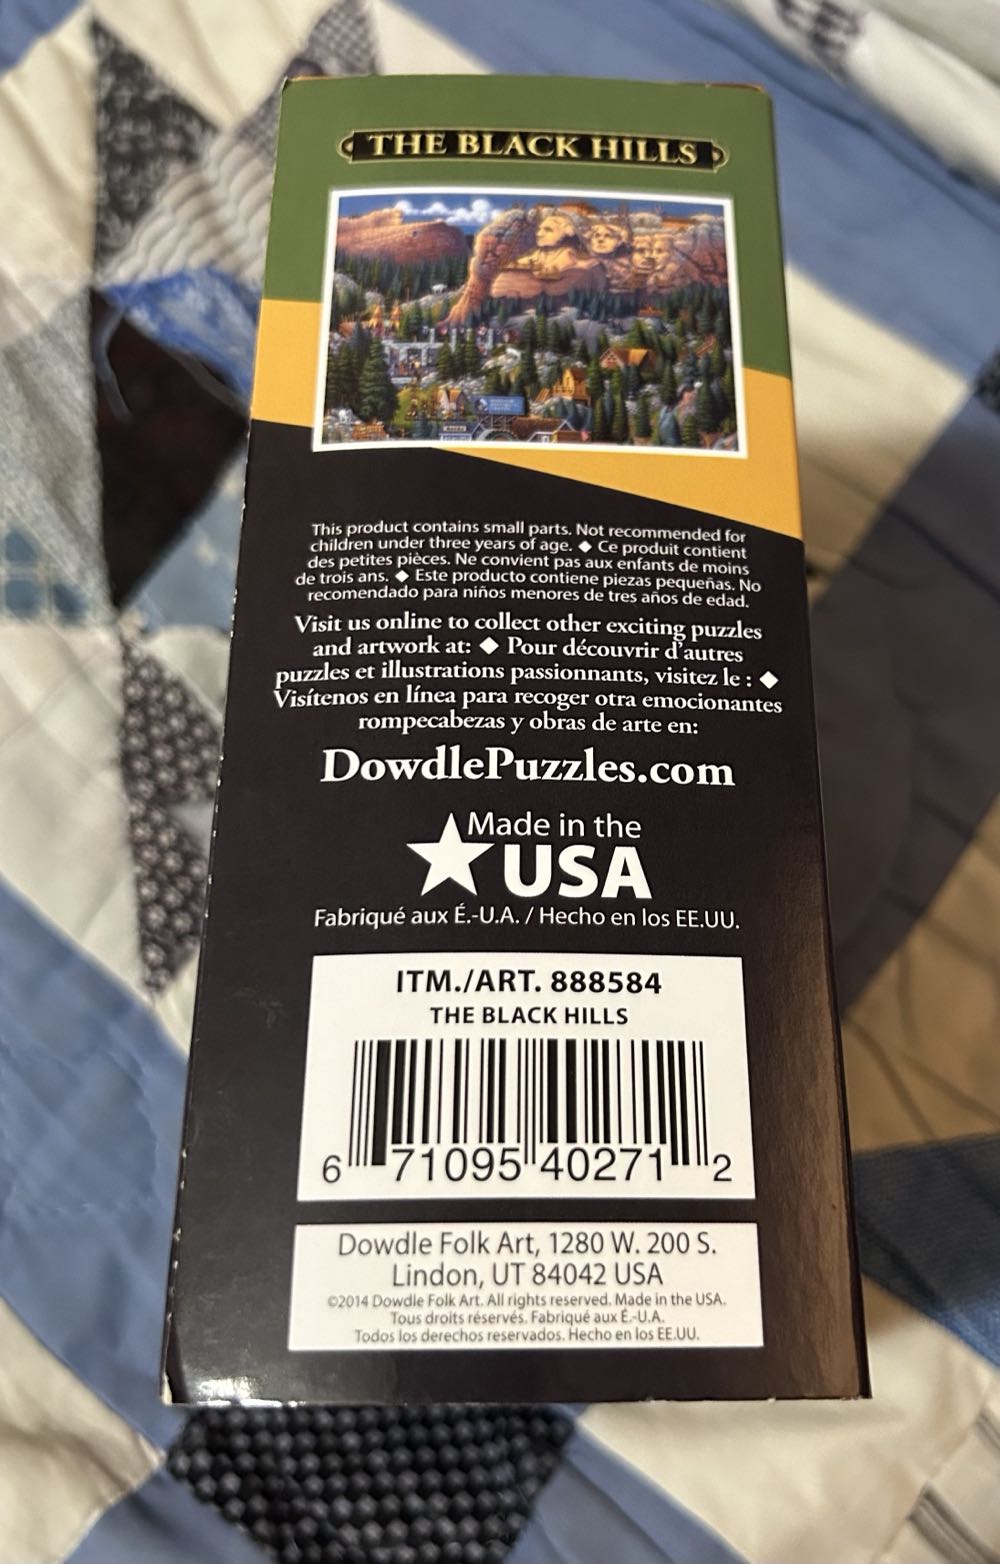 THE BLACK HILLS
This product contains small parts. Not recommended for
children under three years of age. ◆ Ce produit contient
des petites pièces. Ne convient pas aux enfants de moins
de trois ans. ◆ Este producto contiene piezas pequeñas. No
recomendado para niños menores de tres años de edad.
Visit us online to collect other exciting puzzles
and artwork at: ◆ Pour découvrir d'autres
puzzles et illustrations passionnants, visitez le : ◆
Visítenos en línea para recoger otra emocionantes
rompecabezas y obras de arte en:
DowdlePuzzles.com
Made in the
USA
Fabriqué aux É.-U.A. / Hecho en los EE.UU.
ITM./ART. 888584
THE BLACK HILLS
6 71095 40271 2
Dowdle Folk Art, 1280 W. 200 S.
Lindon, UT 84042 USA
©2014 Dowdle Folk Art. All rights reserved. Made in the USA.
Tous droits réservés. Fabriqué aux É.-U.A.
Todos los derechos reservados. Hecho en los EE.UU.